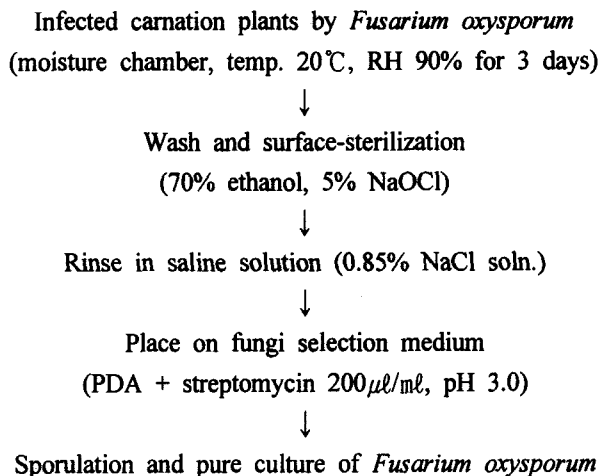 Infected carnation plants by Fusarium oxysporum
(moisture chamber, temp. 20℃, RH 90% for 3 days)
↓
Wash and surface-sterilization
(70% ethanol, 5% NaOCl)
↓
Rinse in saline solution (0.85% NaCl soln.)
↓
Place on fungi selection medium
(PDA + streptomycin 200㎕/㎖, pH 3.0)
↓
Sporulation and pure culture of Fusarium oxysporum